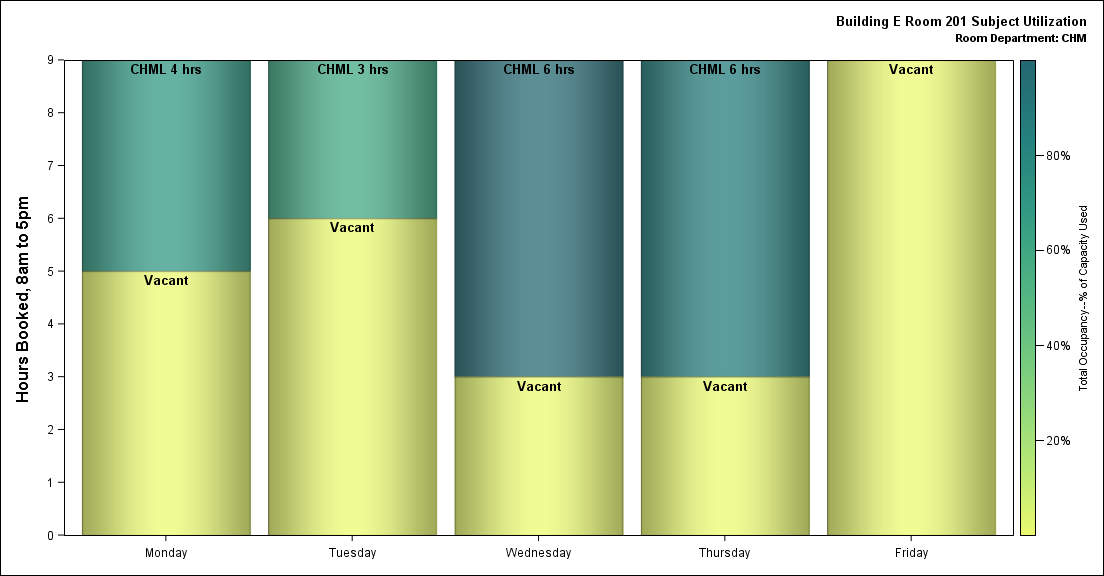 Building E Room 201 Subject Utilization
Room Department: CHM
Hours Booked, 8am to 5pm
9
8
7
6
5
4
3
2
1
0
CHML 4 hrs
Vacant
CHML 3 hrs
Vacant
CHML 6 hrs
Vacant
CHML 6 hrs
Vacant
Vacant
Monday
Tuesday
Wednesday
Thursday
Friday
80%
60%
40%
20%
Total Occupancy--% of Capacity Used